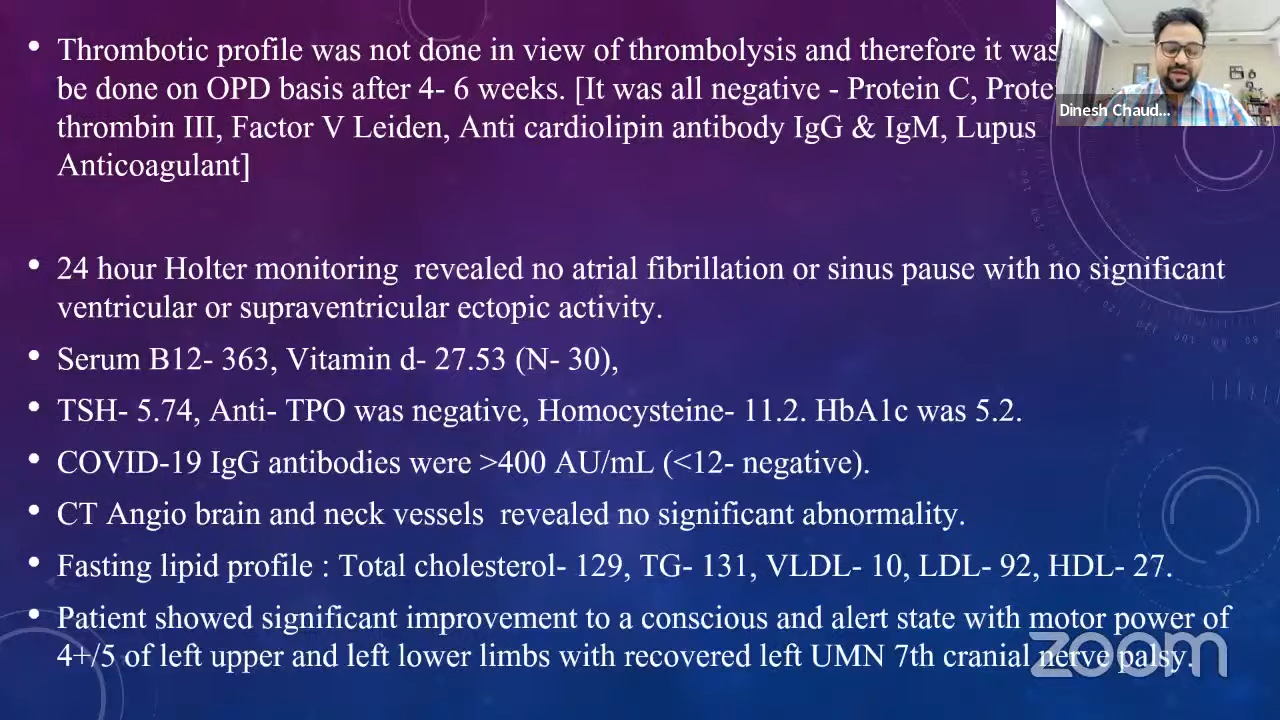 • Thrombotic profile was not done in view of thrombolysis and therefore it was
be done on OPD basis after 4- 6 weeks. [It was all negative - Protein C,
thrombin III, Factor V Leiden, Anti cardiolipin antibody IgG & IgM, Lupus
Anticoagulant]
Dinesh Chaud...
• 24 hour Holter monitoring revealed no atrial fibrillation or sinus pause with no significant
ventricular or supraventricular ectopic activity.
• Serum B12- 363, Vitamin d- 27.53 (N- 30),
• TSH- 5.74, Anti- TPO was negative, Homocysteine- 11.2. HbA1c was 5.2.
• COVID-19 IgG antibodies were >400 AU/mL (<12- negative).
• CT Angio brain and neck vessels revealed no significant abnormality.
• Fasting lipid profile : Total cholesterol- 129, TG- 131, VLDL- 10, LDL- 92, HDL- 27.
• Patient showed significant improvement to a conscious and alert state with motor power of
4+/5 of left upper and left lower limbs with recovered left UMN 7th cranial nerve palsy.
zoom